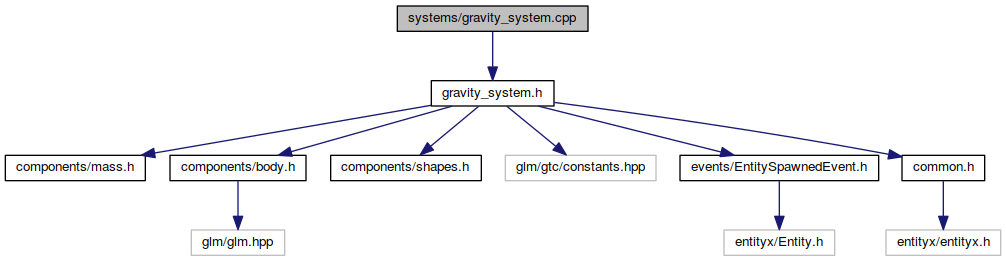 systems/gravity_system.cpp
gravity_system.h
components/mass.h
components/body.h
components/shapes.h
glm/gtc/constants.hpp
events/EntitySpawnedEvent.h
common.h
glm/glm.hpp
entityx/Entity.h
entityx/entityx.h